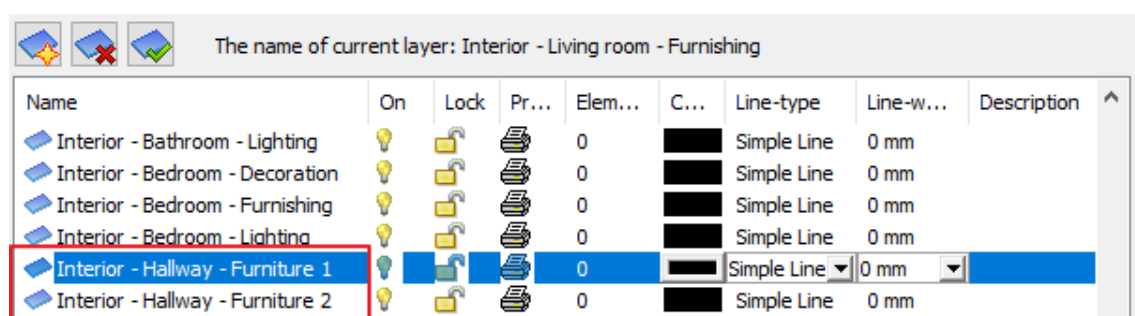 The name of current layer: Interior - Living room - Furnishing
Name On Lock Pr... Elem... C... Line-type Line-w... Description
Interior - Bathroom - Lighting 0 Simple Line 0 mm
Interior - Bedroom - Decoration 0 Simple Line 0 mm
Interior - Bedroom - Furnishing 0 Simple Line 0 mm
Interior - Bedroom - Lighting 0 Simple Line 0 mm
Interior - Hallway - Furniture 1 0 Simple Line 0 mm
Interior - Hallway - Furniture 2 0 Simple Line 0 mm